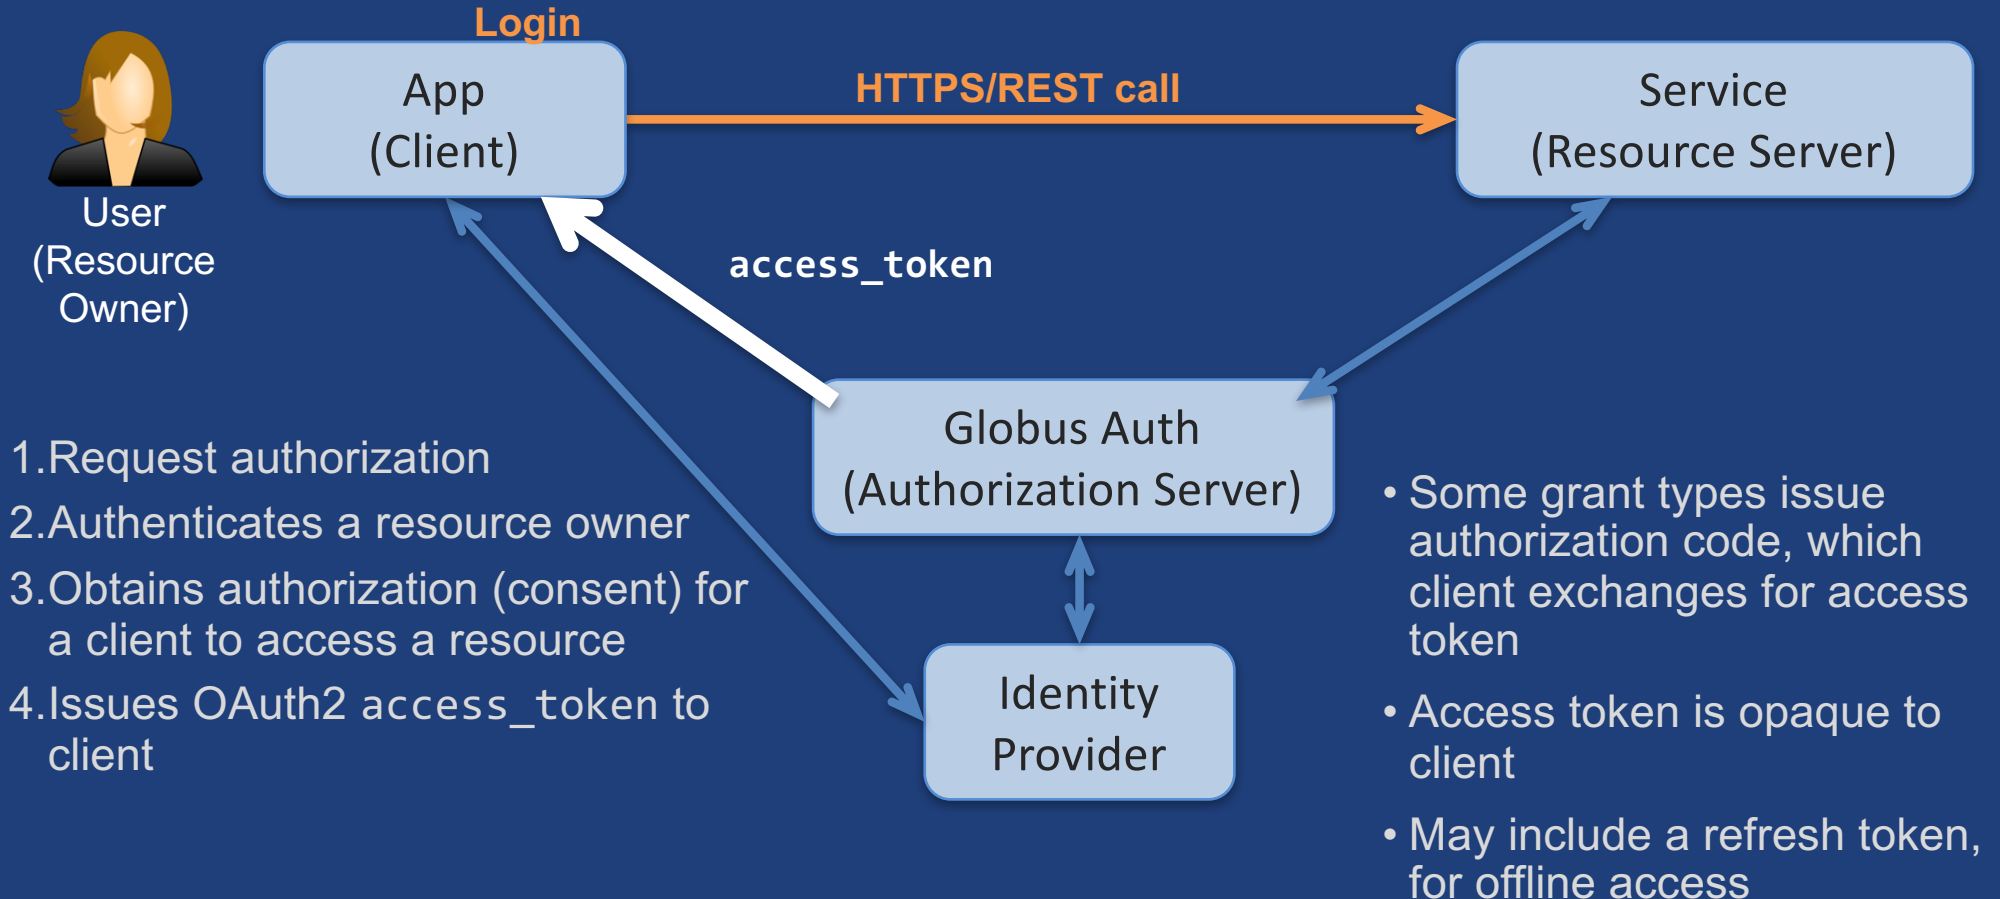 Login
App
(Client)
HTTPS/REST call
Service
(Resource Server)
User
(Resource
Owner)
access_token
Globus Auth
(Authorization Server)
1.Request authorization
2.Authenticates a resource owner
3.Obtains authorization (consent) for
a client to access a resource
4.Issues OAuth2 access_token to
client
Identity
Provider
• Some grant types issue
authorization code, which
client exchanges for access
token
• Access token is opaque to
client
• May include a refresh token,
for offline access